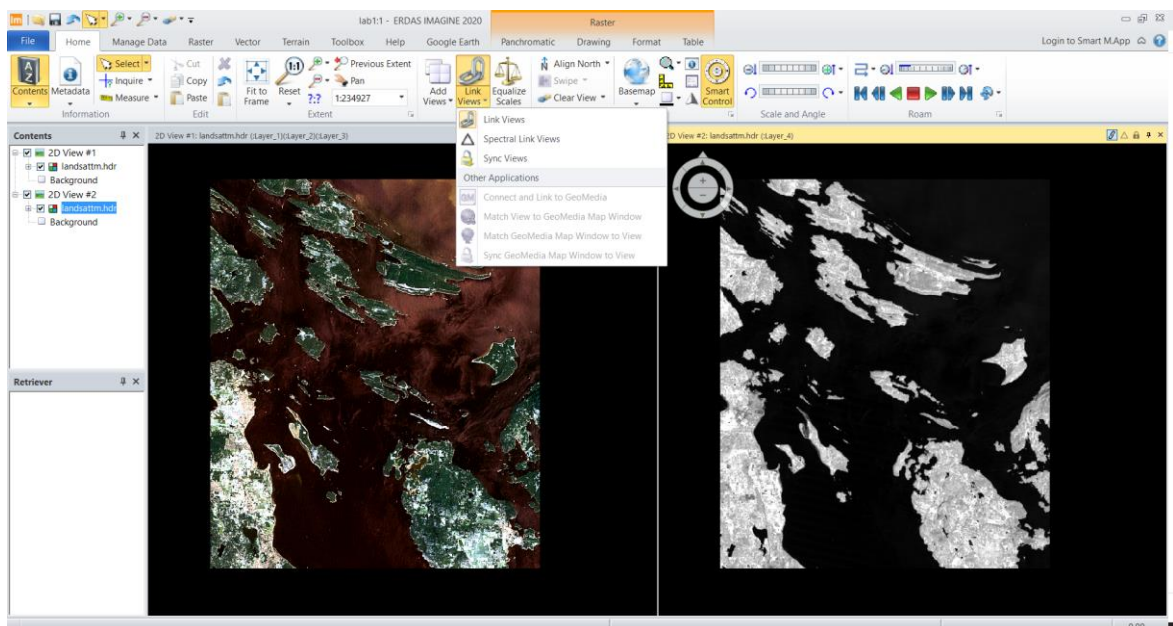 lab1:1 - ERDAS IMAGINE 2020
Raster
File Home Manage Data Raster Vector Terrain Toolbox Help Google Earth Panchromatic Drawing Format Table Login to Smart M.App
Contents Metadata Select Inquire Measure
Cut Copy Paste
Fit to Frame Reset 1:1 ?:? Previous Extent Pan 1:234927
Add Views Link Views Equalize Scales
Align North Swipe Clear View
Basemap Smart Control
Information Edit Extent Scale and Angle Roam
Link Views
Spectral Link Views
Sync Views
Other Applications
Connect and Link to GeoMedia
Match View to GeoMedia Map Window
Match GeoMedia Map Window to View
Sync GeoMedia Map Window to View
Contents
2D View #1
landsattm.hdr
Background
2D View #2
landsattm.hdr
Background
Retriever
2D View #1: landsattm.hdr (:Layer_1)(:Layer_2)(:Layer_3)
2D View #2: landsattm.hdr (:Layer_4)